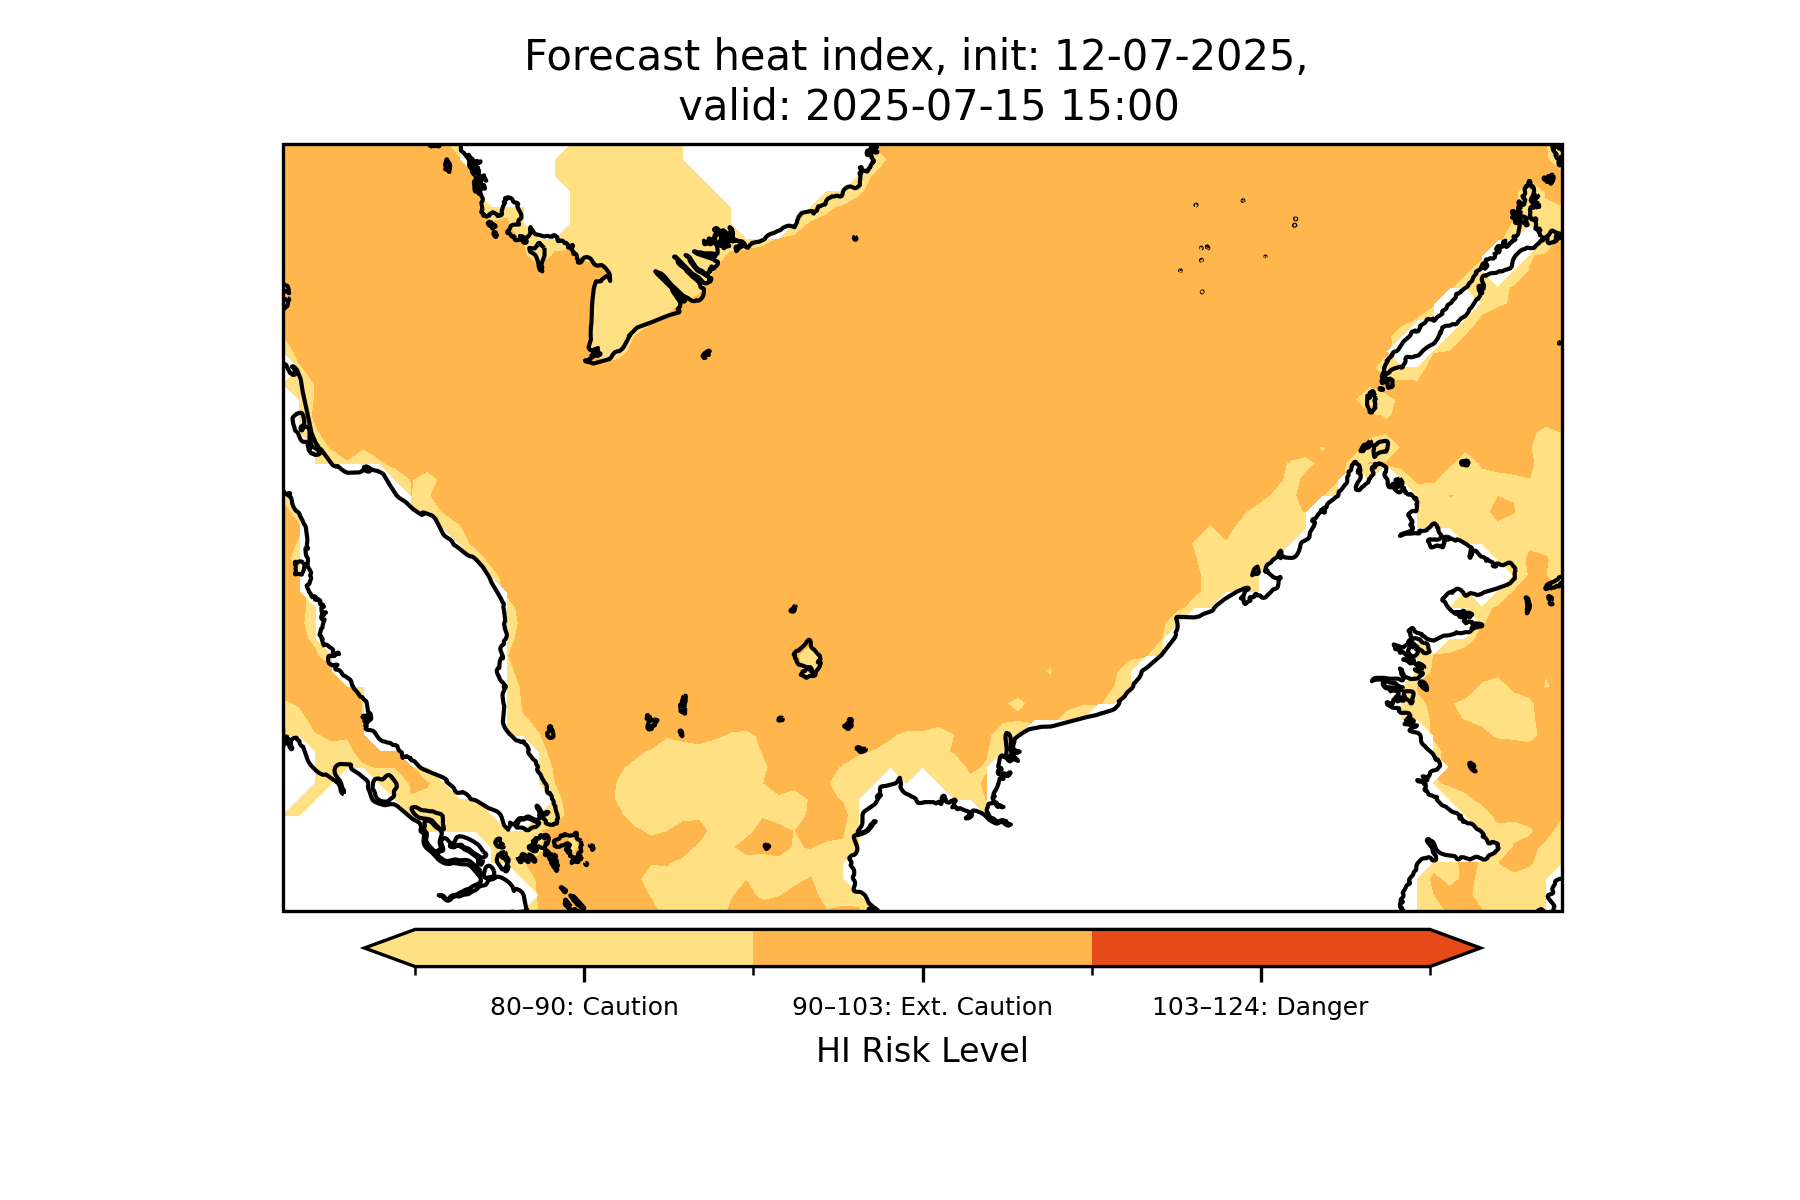 Forecast heat index, init: 12-07-2025,
valid: 2025-07-15 15:00
80–90: Caution
90–103: Ext. Caution
103–124: Danger
HI Risk Level